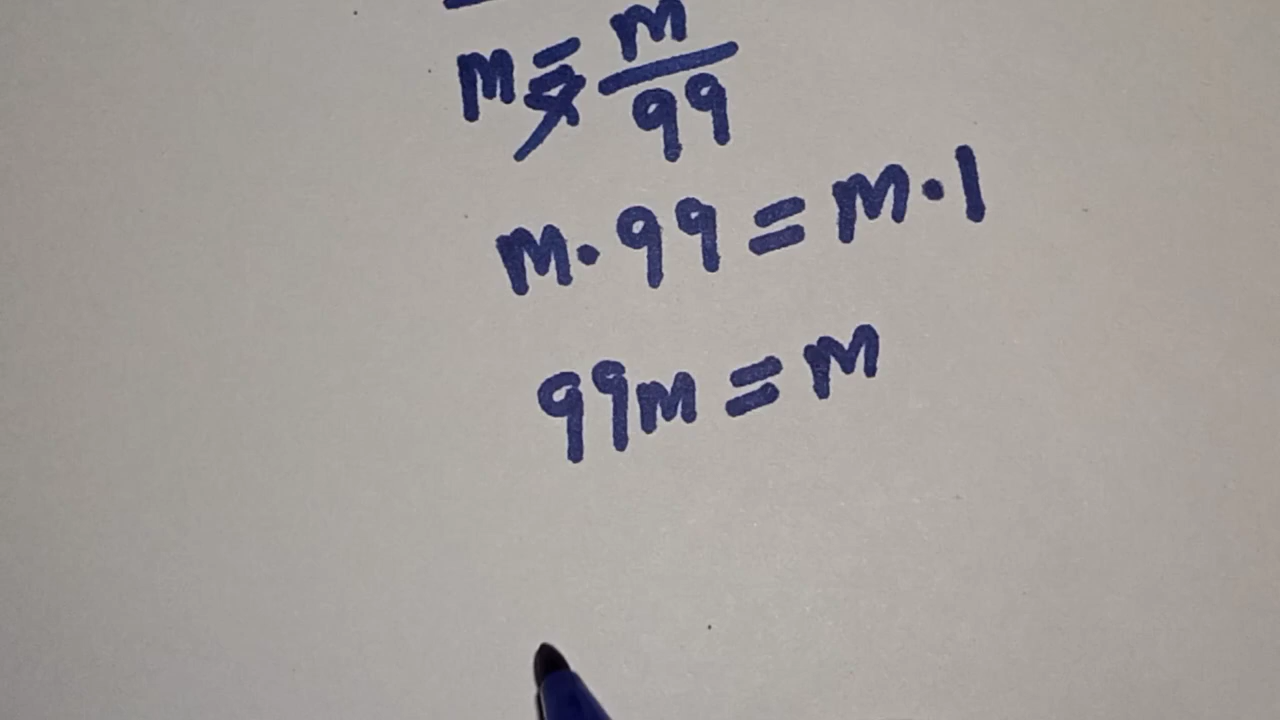 m = m/99
m · 99 = m · 1
99m = m